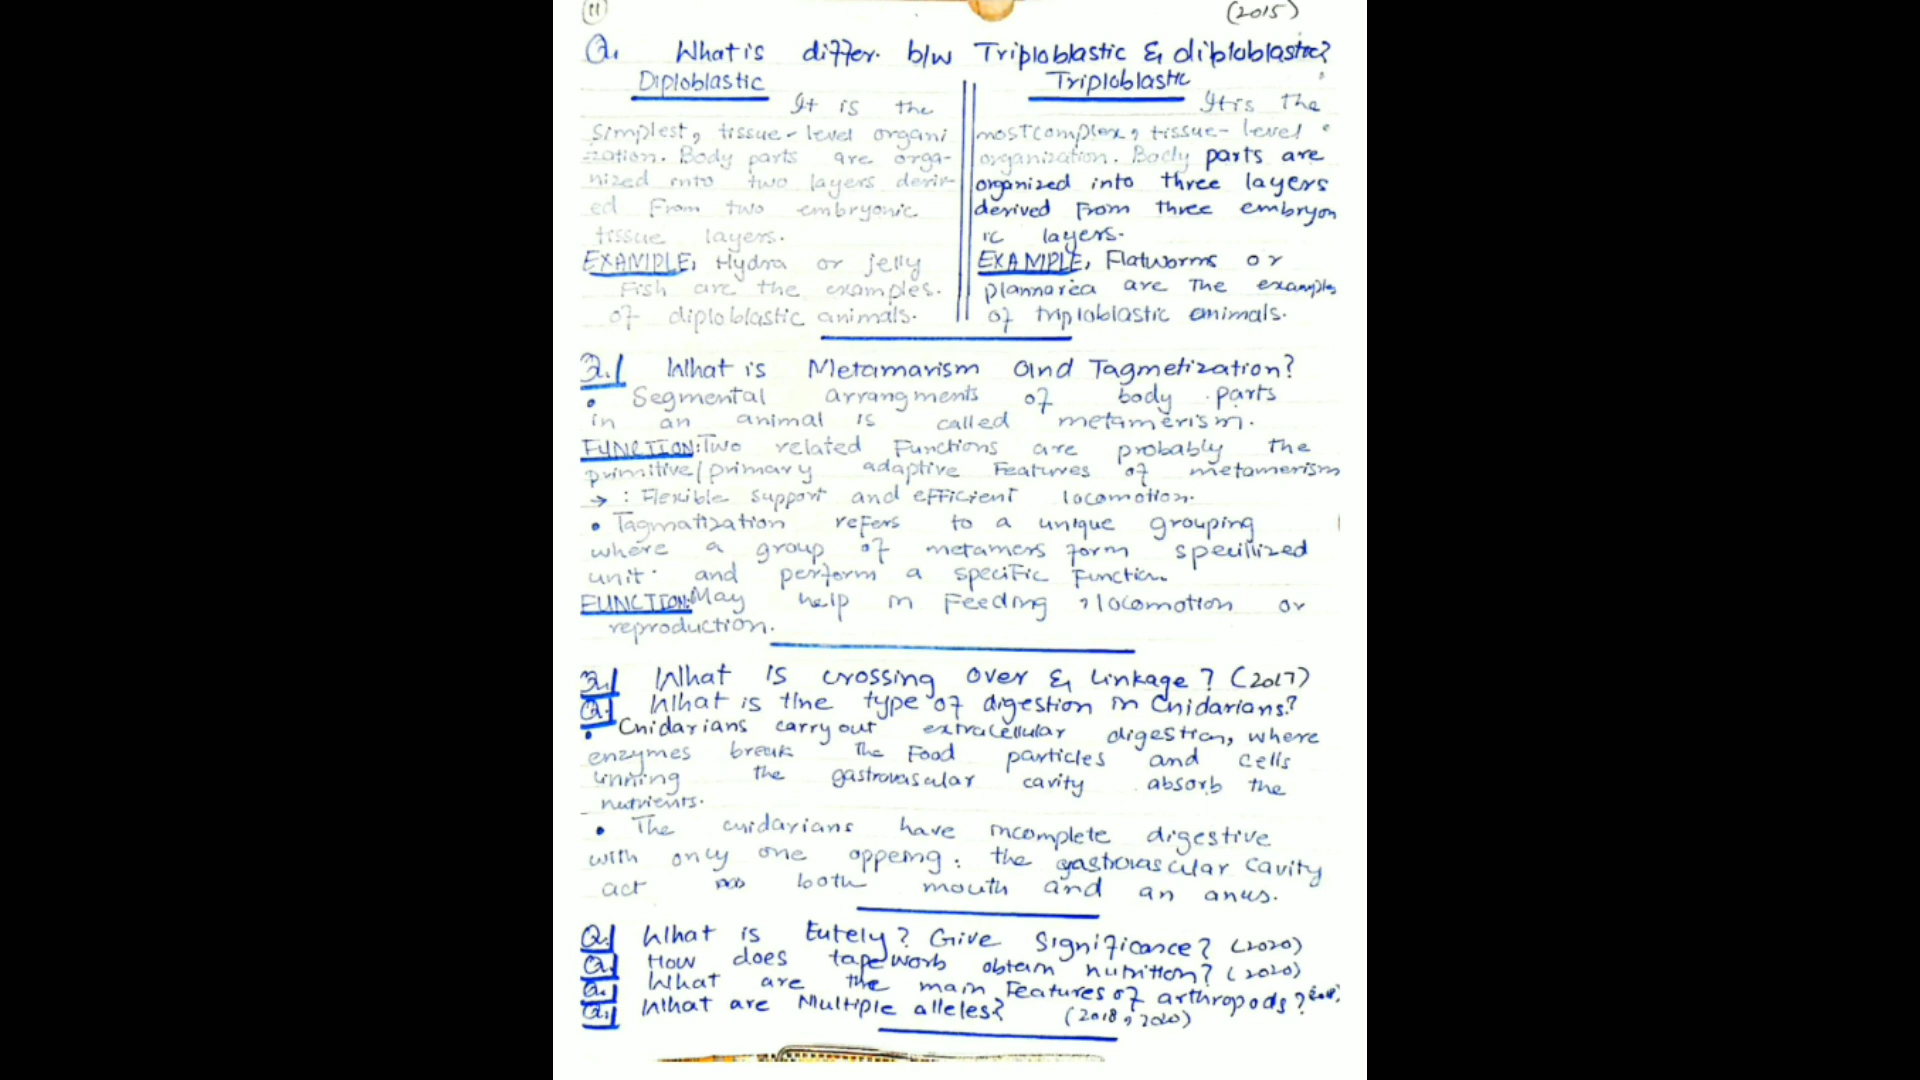 11
(2015)
Q. What is differ. b/w Triploblastic & diploblastic?
Diploblastic
It is the
simplest, tissue-level organi
zation. Body parts are orga-
nized into two layers deriv-
ed From two embryonic
tissue layers.
EXAMPLE, Hydra or jelly
Fish are the examples.
of diploblastic animals.
Triploblastic
It is the
most complex, tissue-level
organization. Body parts are
organized into three layers
derived From three embryon
ic layers.
EXAMPLE, Flatworms or
plannarea are The examples
of triploblastic animals.
Q. What is Metamarism and Tagmetization?
• Segmental arrangments of body parts
in an animal is called metamerism.
FUNCTION: Two related Functions are probably the
primitive/primary adaptive Features of metamerism
→ : Flexible support and efficient locomotion.
• Tagmatization refers to a unique grouping
where a group of metamers form speciliized
unit. and perform a specific Function
FUNCTION: May help in Feeding, locomotion or
reproduction.
Q. What is crossing over & Linkage? (2017)
Q. What is the type of digestion in Cnidarians?
• Cnidarians carry out extracellular digestion, where
enzymes break The Food particles and cells
linning the gastrovascular cavity absorb the
nutrients.
• The cnidarians have incomplete digestive
with only one oppeing: the gastrovascular cavity
act both mouth and an anus.
Q. What is Eutely? Give Significance? (2020)
Q. How does tapeworb obtain nutrition? (2020)
Q. What are the main Features of arthropods?
Q. What are Multiple alleles? (2018, 2020)